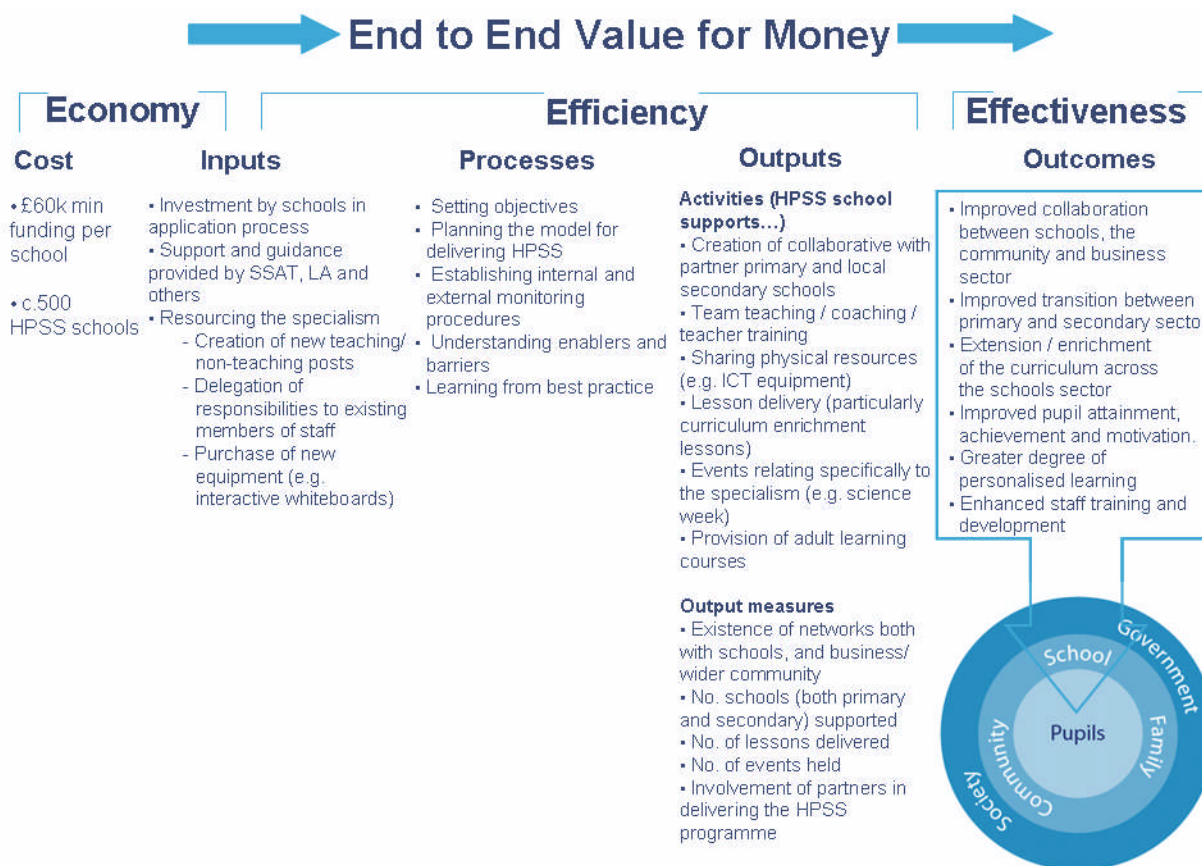 End to End Value for Money
Economy
Efficiency
Effectiveness
Cost
• £60k min
funding per
school
• c.500
HPSS schools
Inputs
▪ Investment by schools in
application process
▪ Support and guidance
provided by SSAT, LA and
others
▪ Resourcing the specialism
- Creation of new teaching/
non-teaching posts
- Delegation of
responsibilities to existing
members of staff
- Purchase of new
equipment (e.g.
interactive whiteboards)
Processes
▪ Setting objectives
▪ Planning the model for
delivering HPSS
▪ Establishing internal and
external monitoring
procedures
▪ Understanding enablers and
barriers
▪ Learning from best practice
Outputs
Activities (HPSS school
supports...)
▪ Creation of collaborative with
partner primary and local
secondary schools
▪ Team teaching / coaching /
teacher training
▪ Sharing physical resources
(e.g. ICT equipment)
▪ Lesson delivery (particularly
curriculum enrichment
lessons)
▪ Events relating specifically to
the specialism (e.g. science
week)
▪ Provision of adult learning
courses
Output measures
▪ Existence of networks both
with schools, and business/
wider community
▪ No. schools (both primary
and secondary) supported
▪ No. of lessons delivered
▪ No. of events held
▪ Involvement of partners in
delivering the HPSS
programme
Outcomes
▪ Improved collaboration
between schools, the
community and business
sector
▪ Improved transition between
primary and secondary secto
▪ Extension / enrichment
of the curriculum across
the schools sector
▪ Improved pupil attainment,
achievement and motivation.
▪ Greater degree of
personalised learning
▪ Enhanced staff training and
development
Government
School
Family
Pupils
Community
Society